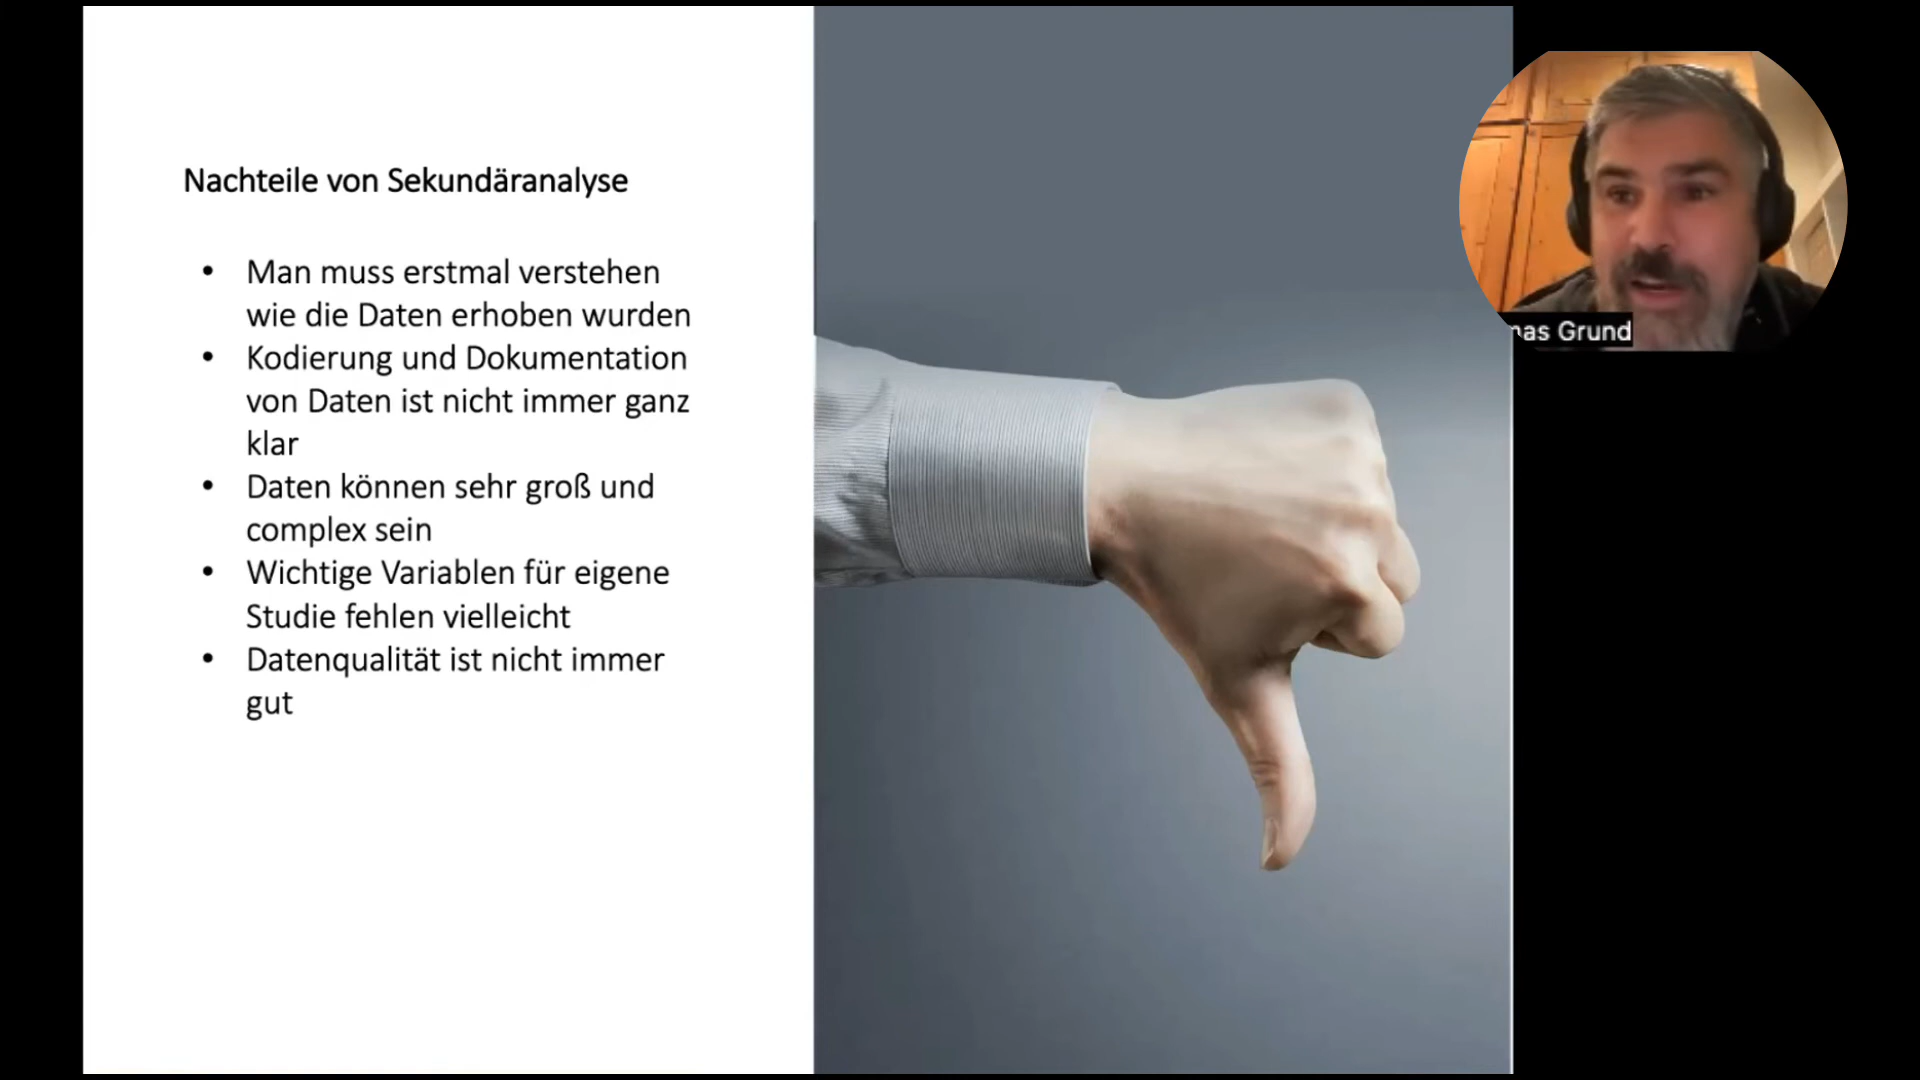 Nachteile von Sekundäranalyse
• Man muss erstmal verstehen
wie die Daten erhoben wurden
• Kodierung und Dokumentation
von Daten ist nicht immer ganz
klar
• Daten können sehr groß und
complex sein
• Wichtige Variablen für eigene
Studie fehlen vielleicht
• Datenqualität ist nicht immer
gut
Grund